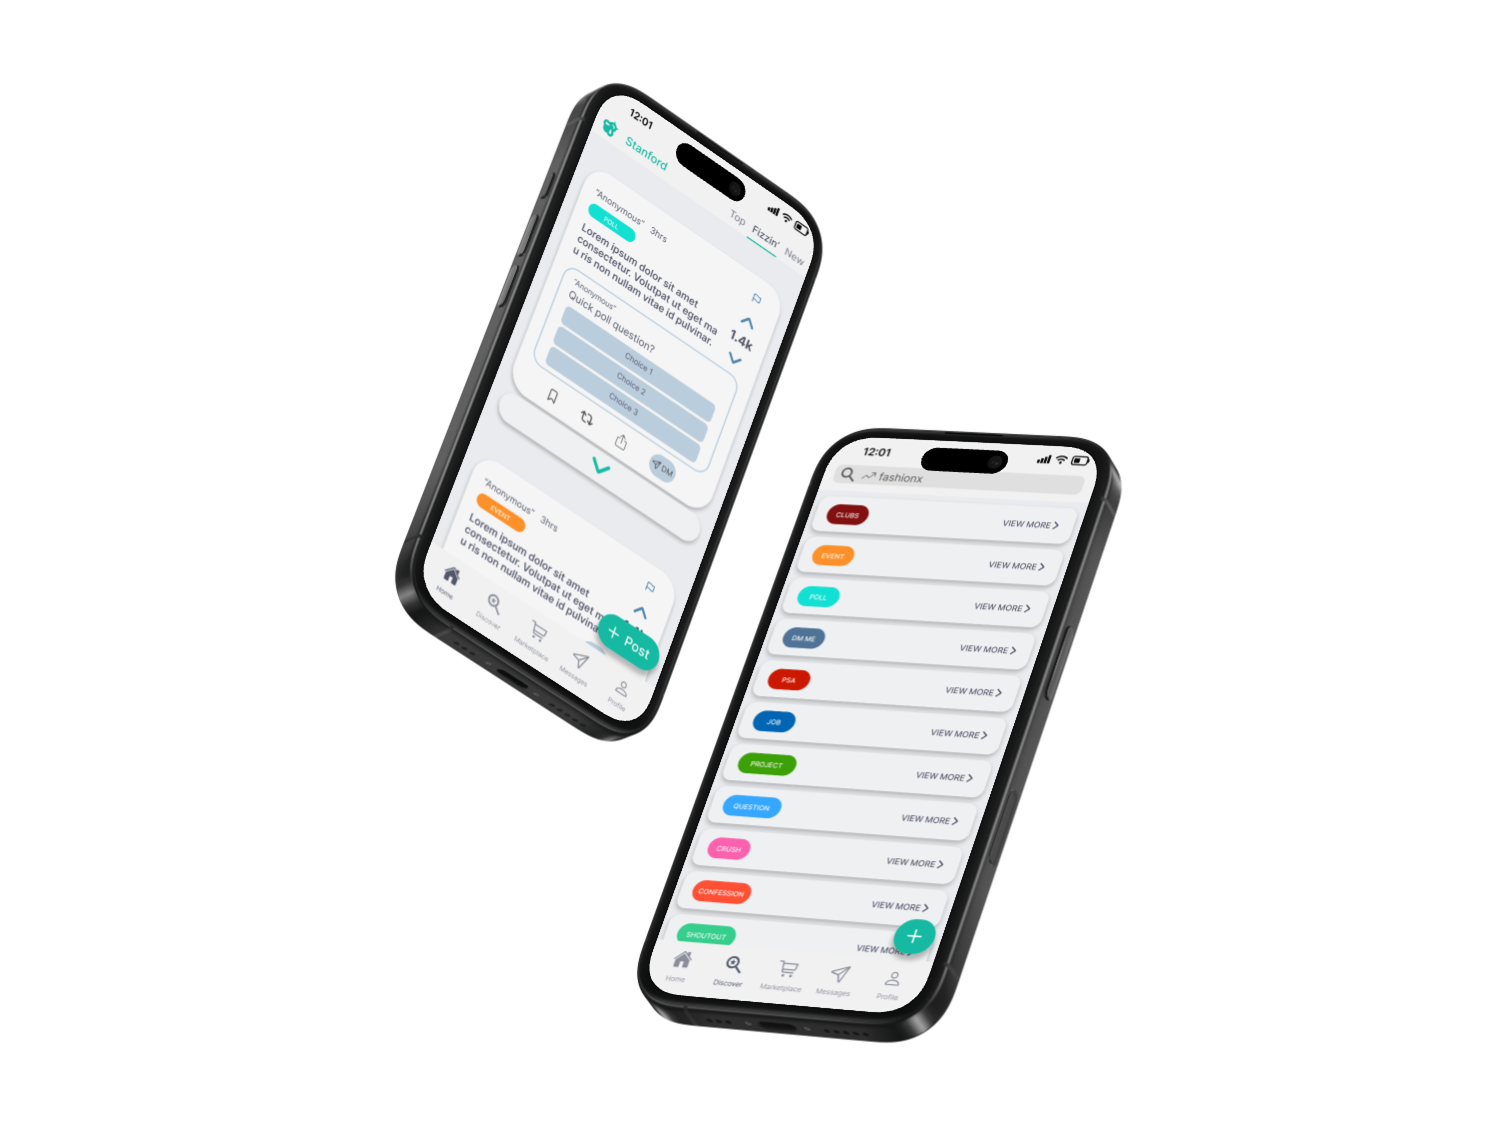 12:01
Stanford
Top Fizzin' New
"Anonymous" 3hrs
POLL
Lorem ipsum dolor sit amet
consectetur. Volutpat ut eget ma
u ris non nullam vitae id pulvinar.
1.4k
"Anonymous"
Quick poll question?
Choice 1
Choice 2
Choice 3
DM
"Anonymous" 3hrs
EVENT
Lorem ipsum dolor sit amet
consectetur. Volutpat ut eget m
u ris non nullam vitae id pulvina
+ Post
Home Discover Marketplace Messages Profile
12:01
fashionx
CLUBS VIEW MORE >
EVENT VIEW MORE >
POLL VIEW MORE >
DM ME VIEW MORE >
PSA VIEW MORE >
JOB VIEW MORE >
PROJECT VIEW MORE >
QUESTION VIEW MORE >
CRUSH VIEW MORE >
CONFESSION VIEW MORE >
SHOUTOUT VIEW MORE
+
Home Discover Marketplace Messages Profile